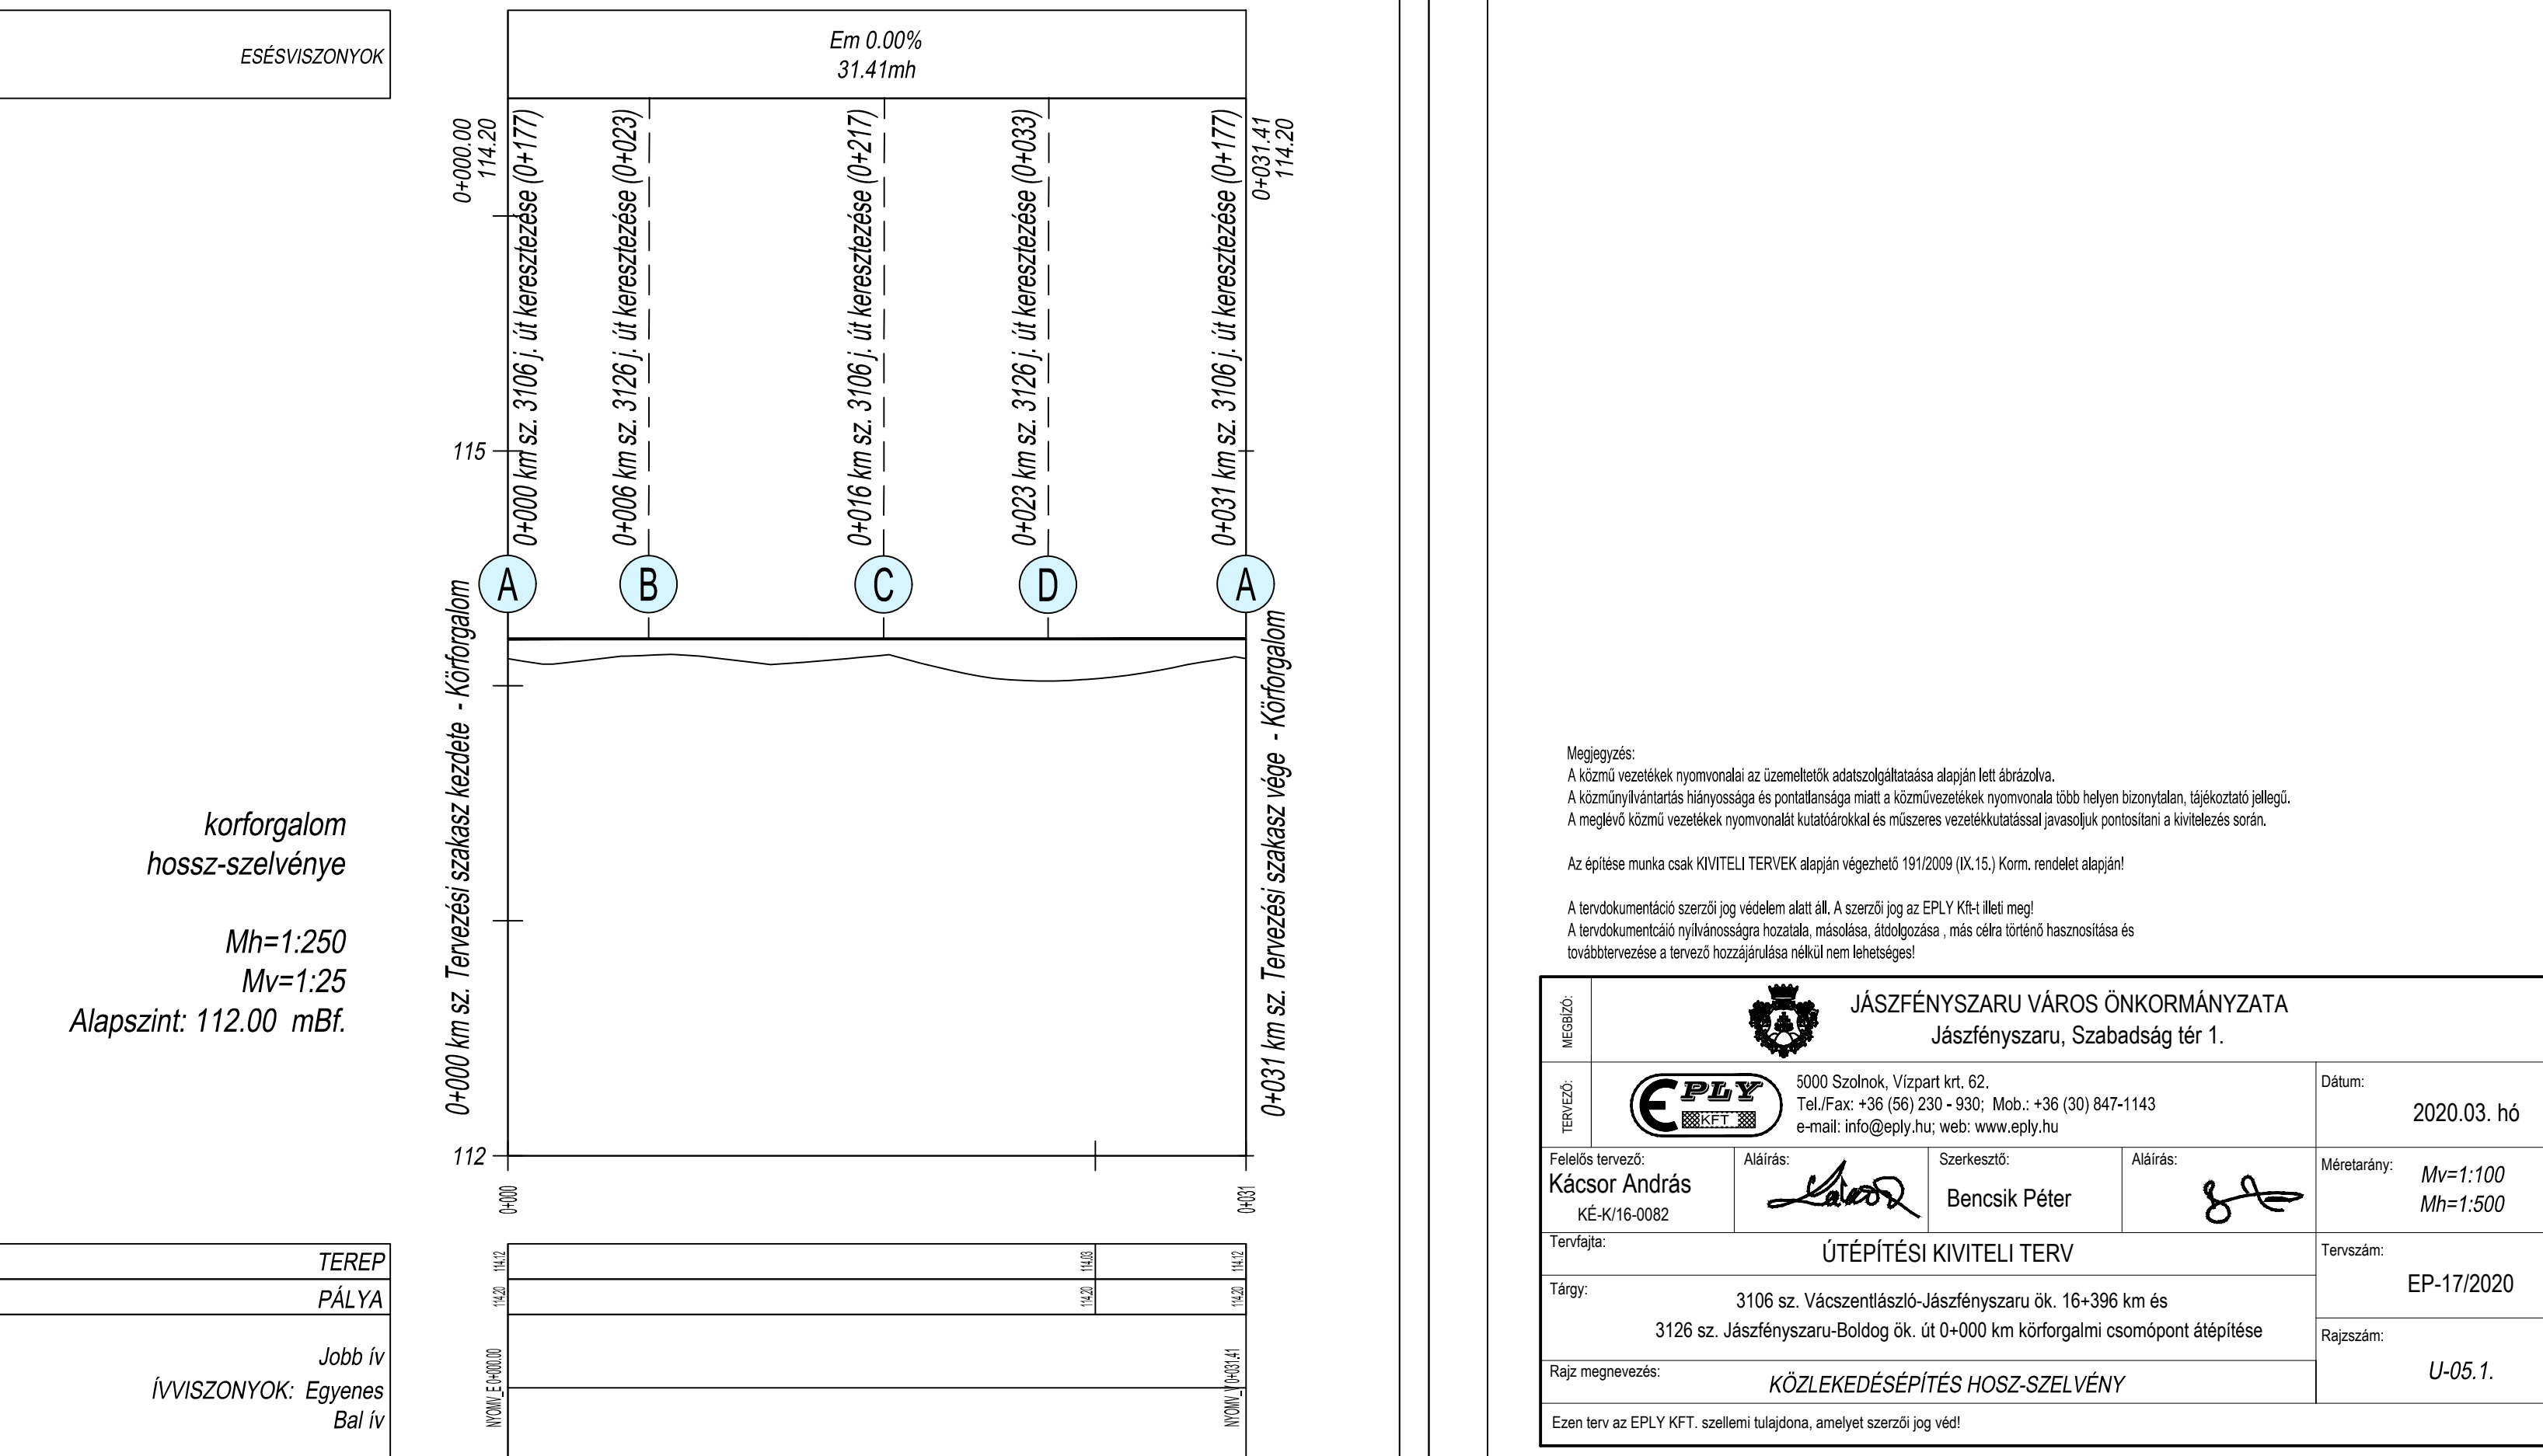 ESÉSVISZONYOK
Em 0.00%
31.41mh
0+000.00
114.20
0+000 km sz. 3106 j. út keresztezése (0+177)
0+006 km sz. 3126 j. út keresztezése (0+023)
0+016 km sz. 3106 j. út keresztezése (0+217)
0+023 km sz. 3126 j. út keresztezése (0+033)
0+031 km sz. 3106 j. út keresztezése (0+177)
0+031.41
114.20
115
A
B
C
D
A
0+000 km sz. Tervezési szakasz kezdete - Körforgalom
0+031 km sz. Tervezési szakasz vége - Körforgalom
korforgalom
hossz-szelvénye
Mh=1:250
Mv=1:25
Alapszint: 112.00 mBf.
112
0+000
0+031
TEREP
114.12
114.03
114.12
PÁLYA
114.20
114.20
114.20
Jobb ív
ÍVVISZONYOK: Egyenes
Bal ív
NYOMV_E 0+000.00
NYOMV_V 0+031.41
Megjegyzés:
A közmű vezetékek nyomvonalai az üzemeltetők adatszolgáltataása alapján lett ábrázolva.
A közműnyilvántartás hiányossága és pontatlansága miatt a közművezetékek nyomvonala több helyen bizonytalan, tájékoztató jellegű.
A meglévő közmű vezetékek nyomvonalát kutatóárokkal és műszeres vezetékkutatással javasoljuk pontosítani a kivitelezés során.
Az építése munka csak KIVITELI TERVEK alapján végezhető 191/2009 (IX.15.) Korm. rendelet alapján!
A tervdokumentáció szerzői jog védelem alatt áll. A szerzői jog az EPLY Kft-t illeti meg!
A tervdokumentcáió nyílvánosságra hozatala, másolása, átdolgozása , más célra történő hasznosítása és
továbbtervezése a tervező hozzájárulása nélkül nem lehetséges!
MEGBÍZÓ:
JÁSZFÉNYSZARU VÁROS ÖNKORMÁNYZATA
Jászfényszaru, Szabadság tér 1.
TERVEZŐ:
EPLY
KFT
5000 Szolnok, Vízpart krt. 62.
Tel./Fax: +36 (56) 230 - 930; Mob.: +36 (30) 847-1143
e-mail: info@eply.hu; web: www.eply.hu
Dátum:
2020.03. hó
Felelős tervező:
Kácsor András
KÉ-K/16-0082
Aláírás:
Szerkesztő:
Bencsik Péter
Aláírás:
Méretarány:
Mv=1:100
Mh=1:500
Tervfajta:
ÚTÉPÍTÉSI KIVITELI TERV
Tervszám:
EP-17/2020
Tárgy:
3106 sz. Vácszentlászló-Jászfényszaru ök. 16+396 km és
3126 sz. Jászfényszaru-Boldog ök. út 0+000 km körforgalmi csomópont átépítése
Rajzszám:
U-05.1.
Rajz megnevezés:
KÖZLEKEDÉSÉPÍTÉS HOSZ-SZELVÉNY
Ezen terv az EPLY KFT. szellemi tulajdona, amelyet szerzői jog véd!